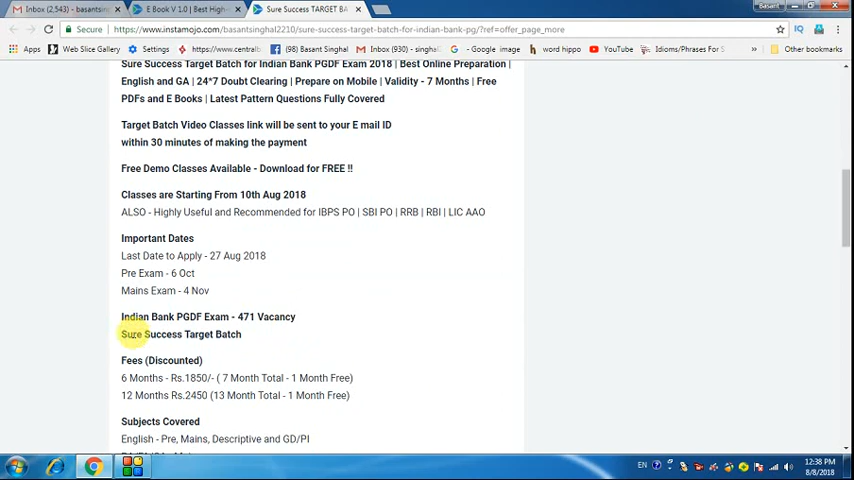 Basant
Inbox (2,543) - basantsin
E Book V 1.0 | Best High
Sure Success TARGET BA
Secure
https://www.instamojo.com/basantsinghal2210/sure-success-target-batch-for-indian-bank-pg/?ref=offer_page_more
Apps
Web Slice Gallery
Settings
https://www.centralb
(98) Basant Singhal
Inbox (930) - singhal
- Google image
word hippo
YouTube
Idioms/Phrases For S
Other bookmarks
Sure Success Target Batch for Indian Bank PGDF Exam 2018 | Best Online Preparation |
English and GA | 24*7 Doubt Clearing | Prepare on Mobile | Validity - 7 Months | Free
PDFs and E Books | Latest Pattern Questions Fully Covered
Target Batch Video Classes link will be sent to your E mail ID
within 30 minutes of making the payment
Free Demo Classes Available - Download for FREE !!
Classes are Starting From 10th Aug 2018
ALSO - Highly Useful and Recommended for IBPS PO | SBI PO | RRB | RBI | LIC AAO
Important Dates
Last Date to Apply - 27 Aug 2018
Pre Exam - 6 Oct
Mains Exam - 4 Nov
Indian Bank PGDF Exam - 471 Vacancy
Sure Success Target Batch
Fees (Discounted)
6 Months - Rs.1850/- ( 7 Month Total - 1 Month Free)
12 Months Rs.2450 (13 Month Total - 1 Month Free)
Subjects Covered
English - Pre, Mains, Descriptive and GD/PI
EN
12:38 PM
8/8/2018